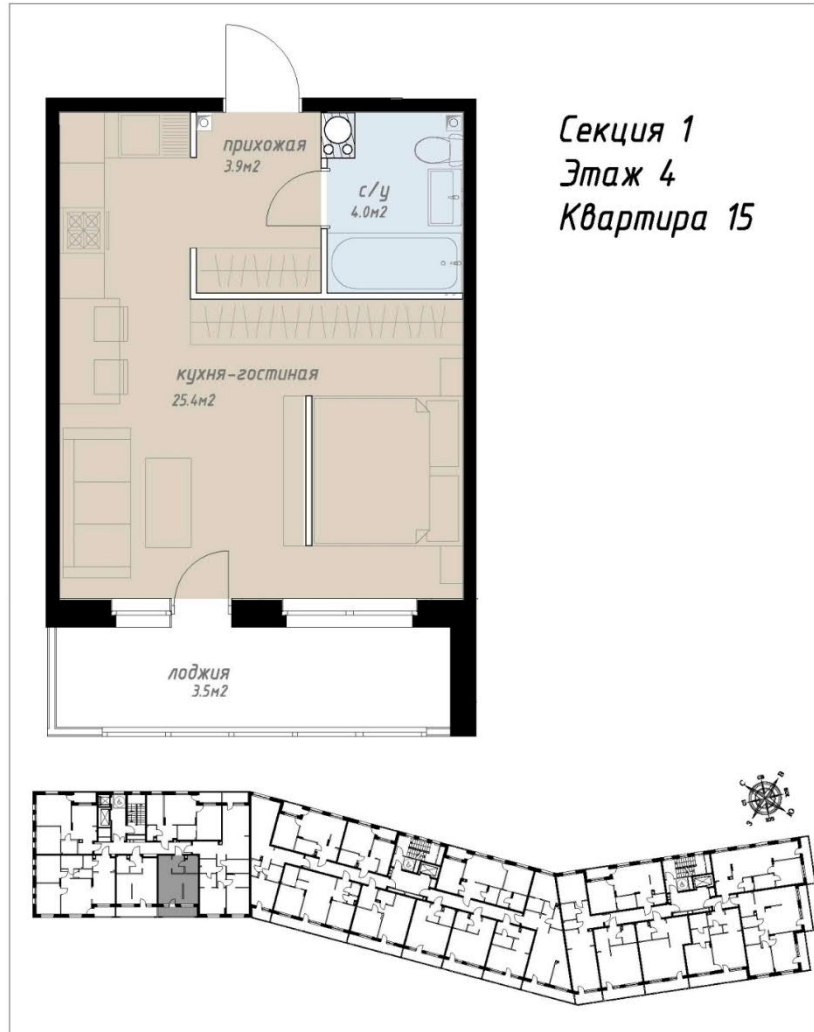 Секция 1
Этаж 4
Квартира 15
прихожая
3.9м2
с/у
4.0м2
кухня-гостиная
25.4м2
лоджия
3.5м2
С
В
Ю
З